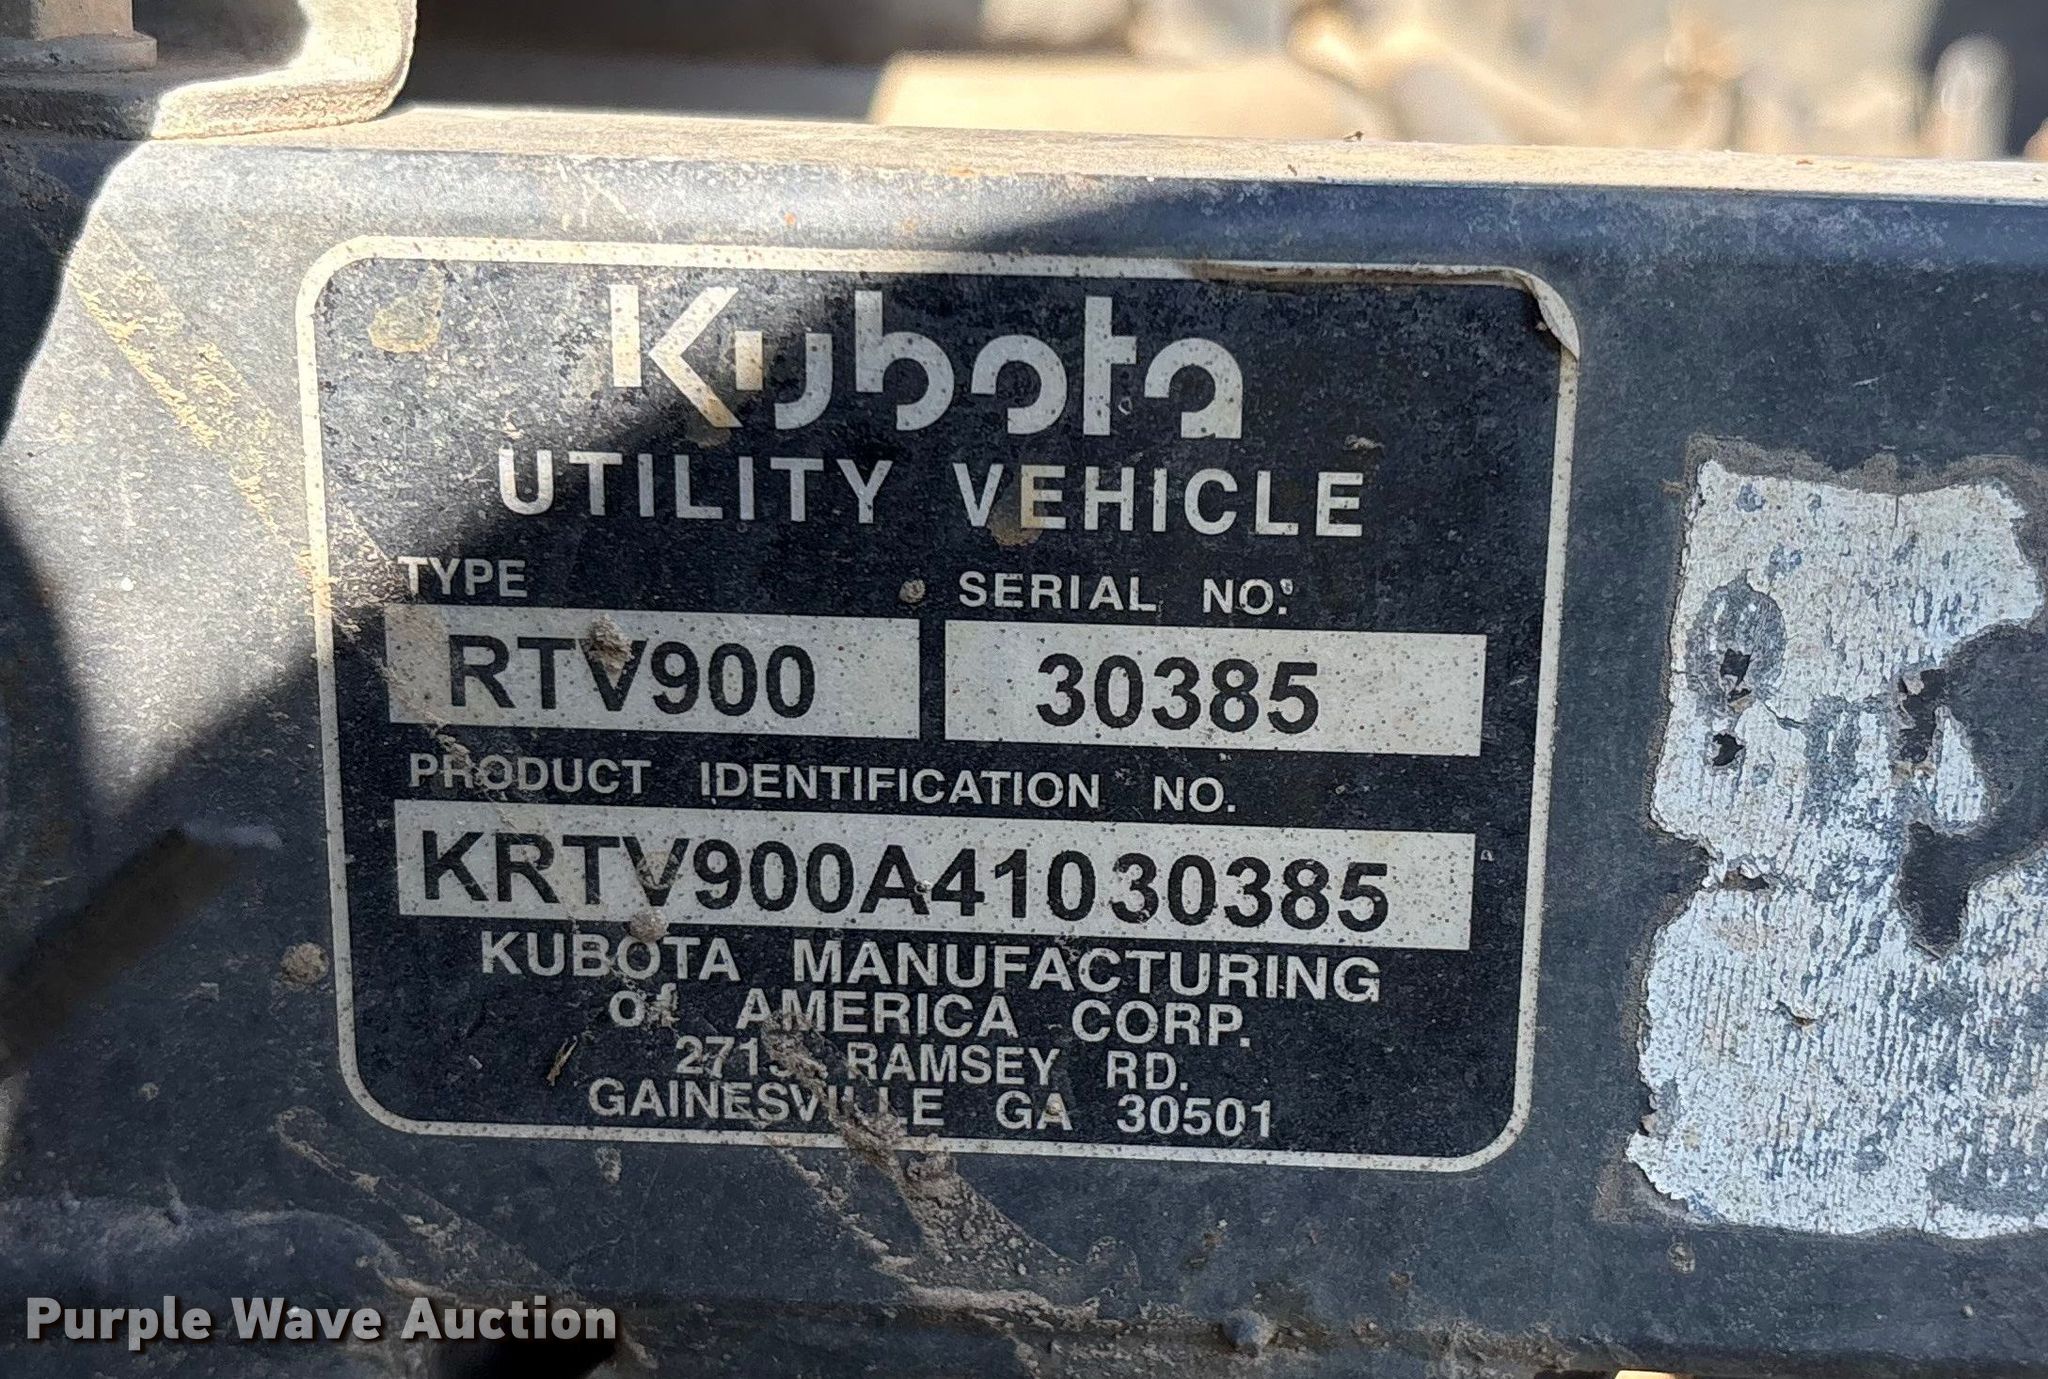 Kubota
UTILITY VEHICLE
TYPE SERIAL NO.
RTV900 30385
PRODUCT IDENTIFICATION NO.
KRTV900A41030385
KUBOTA MANUFACTURING
Of AMERICA CORP.
RAMSEY RD.
GAINESVILLE GA 30501
Purple Wave Auction